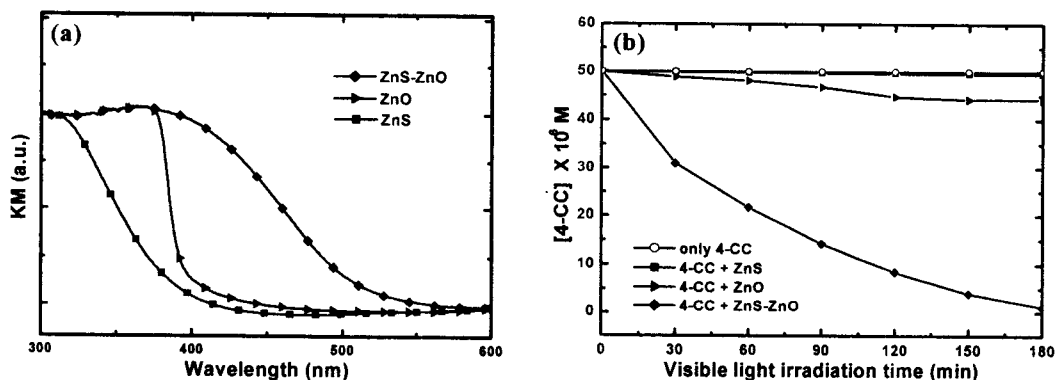 (a)
ZnS-ZnO
ZnO
ZnS
KM (a.u.)
300
400
500
600
Wavelength (nm)
(b)
60
50
40
30
20
10
0
[4-CC] X 10⁶ M
only 4-CC
4-CC + ZnS
4-CC + ZnO
4-CC + ZnS-ZnO
0
30
60
90
120
150
180
Visible light irradiation time (min)